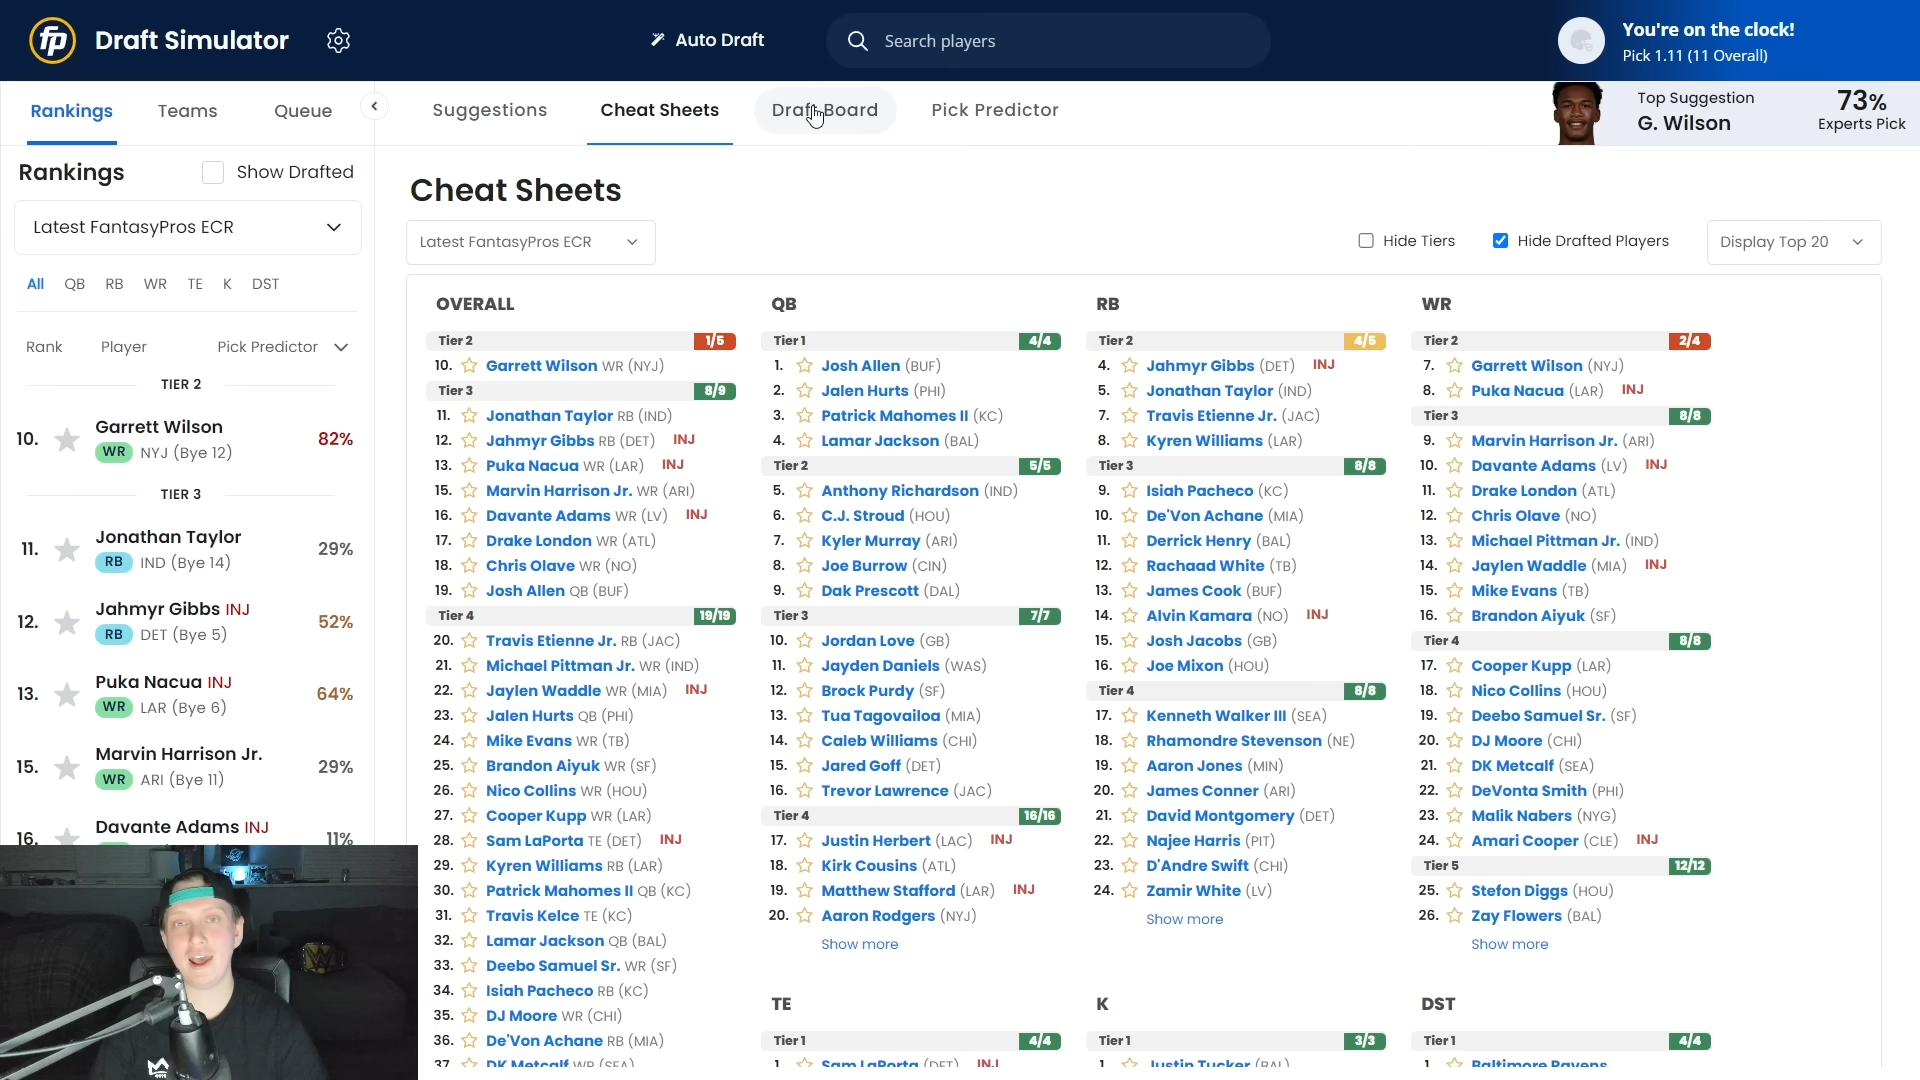 fp Draft Simulator
Auto Draft
Search players
You're on the clock!
Pick 1.11 (11 Overall)
Rankings
Teams
Queue
Suggestions
Cheat Sheets
Draft Board
Pick Predictor
Top Suggestion
G. Wilson
73%
Experts Pick
Rankings
Show Drafted
Latest FantasyPros ECR
All QB RB WR TE K DST
Rank Player Pick Predictor
TIER 2
10. Garrett Wilson 82%
WR NYJ (Bye 12)
TIER 3
11. Jonathan Taylor 29%
RB IND (Bye 14)
12. Jahmyr Gibbs INJ 52%
RB DET (Bye 5)
13. Puka Nacua INJ 64%
WR LAR (Bye 6)
15. Marvin Harrison Jr. 29%
WR ARI (Bye 11)
16. Davante Adams INJ 11%
Cheat Sheets
Latest FantasyPros ECR
Hide Tiers
Hide Drafted Players
Display Top 20
OVERALL
Tier 2 1/5
10. Garrett Wilson WR (NYJ)
Tier 3 8/9
11. Jonathan Taylor RB (IND)
12. Jahmyr Gibbs RB (DET) INJ
13. Puka Nacua WR (LAR) INJ
15. Marvin Harrison Jr. WR (ARI)
16. Davante Adams WR (LV) INJ
17. Drake London WR (ATL)
18. Chris Olave WR (NO)
19. Josh Allen QB (BUF)
Tier 4 19/19
20. Travis Etienne Jr. RB (JAC)
21. Michael Pittman Jr. WR (IND)
22. Jaylen Waddle WR (MIA) INJ
23. Jalen Hurts QB (PHI)
24. Mike Evans WR (TB)
25. Brandon Aiyuk WR (SF)
26. Nico Collins WR (HOU)
27. Cooper Kupp WR (LAR)
28. Sam LaPorta TE (DET) INJ
29. Kyren Williams RB (LAR)
30. Patrick Mahomes II QB (KC)
31. Travis Kelce TE (KC)
32. Lamar Jackson QB (BAL)
33. Deebo Samuel Sr. WR (SF)
34. Isiah Pacheco RB (KC)
35. DJ Moore WR (CHI)
36. De'Von Achane RB (MIA)
37. DK Metcalf WR (SEA)
QB
Tier 1 4/4
1. Josh Allen (BUF)
2. Jalen Hurts (PHI)
3. Patrick Mahomes II (KC)
4. Lamar Jackson (BAL)
Tier 2 5/5
5. Anthony Richardson (IND)
6. C.J. Stroud (HOU)
7. Kyler Murray (ARI)
8. Joe Burrow (CIN)
9. Dak Prescott (DAL)
Tier 3 7/7
10. Jordan Love (GB)
11. Jayden Daniels (WAS)
12. Brock Purdy (SF)
13. Tua Tagovailoa (MIA)
14. Caleb Williams (CHI)
15. Jared Goff (DET)
16. Trevor Lawrence (JAC)
Tier 4 16/16
17. Justin Herbert (LAC) INJ
18. Kirk Cousins (ATL)
19. Matthew Stafford (LAR) INJ
20. Aaron Rodgers (NYJ)
Show more
RB
Tier 2 4/5
4. Jahmyr Gibbs (DET) INJ
5. Jonathan Taylor (IND)
7. Travis Etienne Jr. (JAC)
8. Kyren Williams (LAR)
Tier 3 8/8
9. Isiah Pacheco (KC)
10. De'Von Achane (MIA)
11. Derrick Henry (BAL)
12. Rachaad White (TB)
13. James Cook (BUF)
14. Alvin Kamara (NO) INJ
15. Josh Jacobs (GB)
16. Joe Mixon (HOU)
Tier 4 8/8
17. Kenneth Walker III (SEA)
18. Rhamondre Stevenson (NE)
19. Aaron Jones (MIN)
20. James Conner (ARI)
21. David Montgomery (DET)
22. Najee Harris (PIT)
23. D'Andre Swift (CHI)
24. Zamir White (LV)
Show more
WR
Tier 2 2/4
7. Garrett Wilson (NYJ)
8. Puka Nacua (LAR) INJ
Tier 3 8/8
9. Marvin Harrison Jr. (ARI)
10. Davante Adams (LV) INJ
11. Drake London (ATL)
12. Chris Olave (NO)
13. Michael Pittman Jr. (IND)
14. Jaylen Waddle (MIA) INJ
15. Mike Evans (TB)
16. Brandon Aiyuk (SF)
Tier 4 8/8
17. Cooper Kupp (LAR)
18. Nico Collins (HOU)
19. Deebo Samuel Sr. (SF)
20. DJ Moore (CHI)
21. DK Metcalf (SEA)
22. DeVonta Smith (PHI)
23. Malik Nabers (NYG)
24. Amari Cooper (CLE) INJ
Tier 5 12/12
25. Stefon Diggs (HOU)
26. Zay Flowers (BAL)
Show more
TE
Tier 1 4/4
1. Sam LaPorta (DET) INJ
K
Tier 1 3/3
1. Justin Tucker (BAL)
DST
Tier 1 4/4
1. Baltimore Ravens